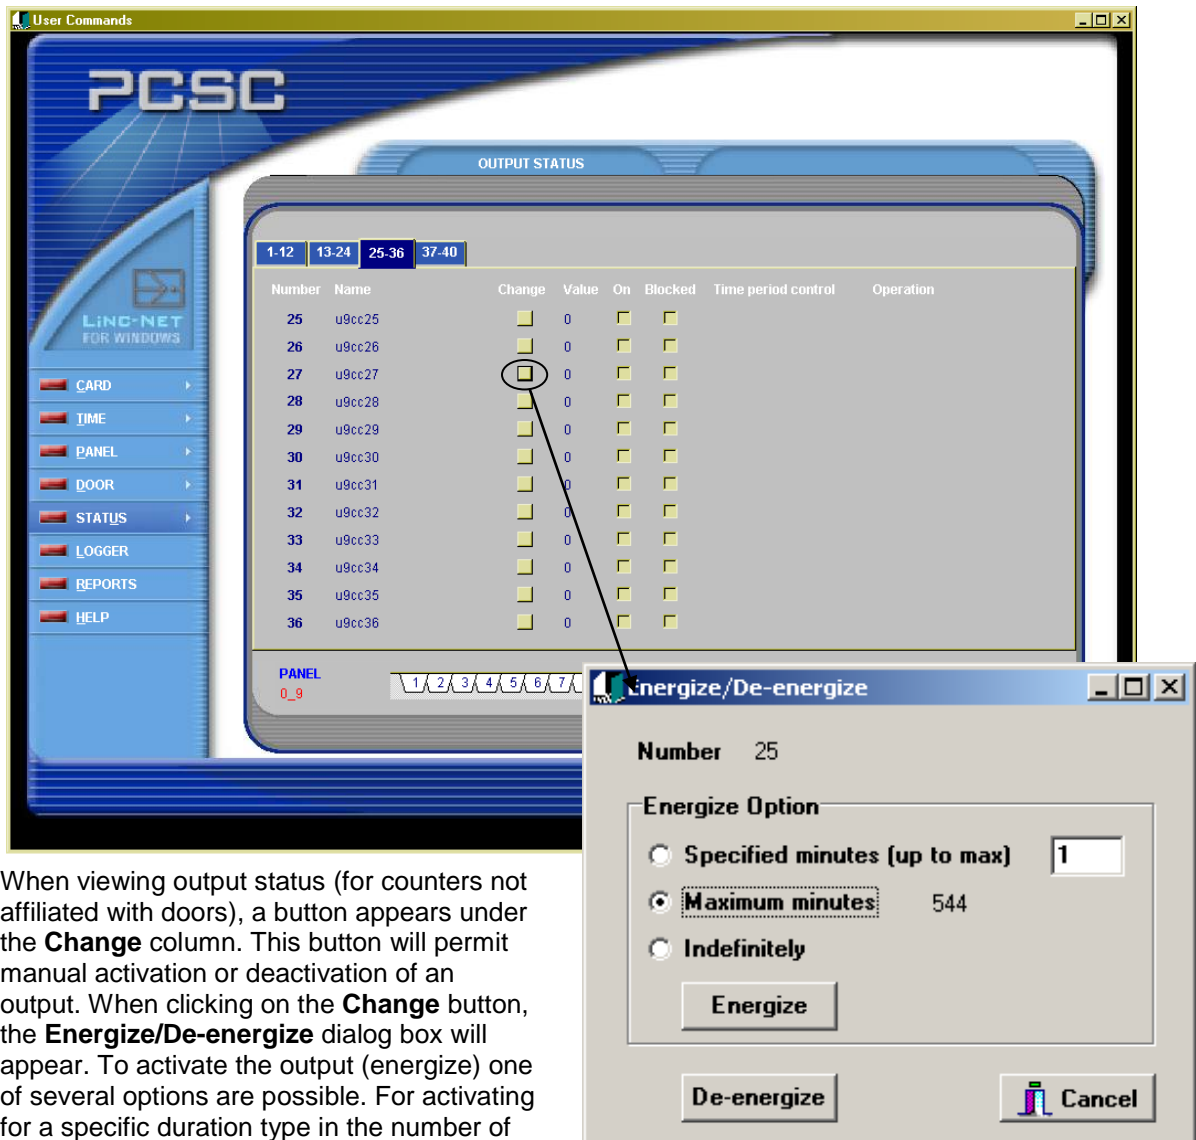 User Commands
PCSC
OUTPUT STATUS
LiNC-NET
FOR WINDOWS
CARD
TIME
PANEL
DOOR
STATUS
LOGGER
REPORTS
HELP
1-12 13-24 25-36 37-40
Number Name Change Value On Blocked Time period control Operation
25 u9cc25 0
26 u9cc26 0
27 u9cc27 0
28 u9cc28 0
29 u9cc29 0
30 u9cc30 0
31 u9cc31 0
32 u9cc32 0
33 u9cc33 0
34 u9cc34 0
35 u9cc35 0
36 u9cc36 0
PANEL
0_9
1 2 3 4 5 6 7
Energize/De-energize
Number 25
Energize Option
Specified minutes (up to max) 1
Maximum minutes 544
Indefinitely
Energize
De-energize
Cancel
When viewing output status (for counters not
affiliated with doors), a button appears under
the Change column. This button will permit
manual activation or deactivation of an
output. When clicking on the Change button,
the Energize/De-energize dialog box will
appear. To activate the output (energize) one
of several options are possible. For activating
for a specific duration type in the number of